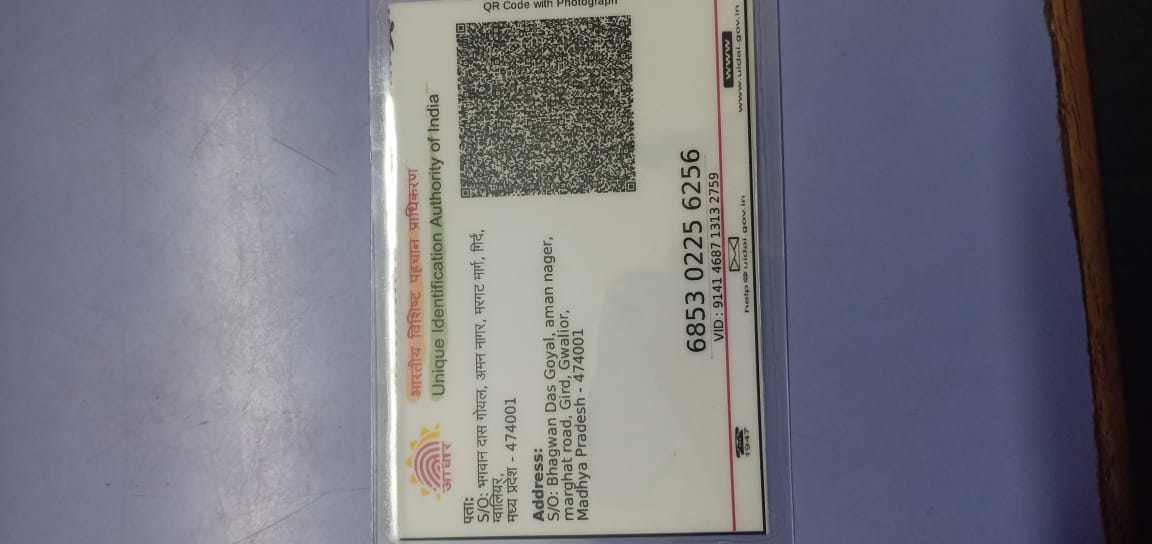 QR Code with Photograph
भारतीय विशिष्ट पहचान प्राधिकरण
Unique Identification Authority of India
आधार
पता:
S/O: भगवान दास गोयल, अमन नागर, मरगट मार्ग, गिर्द,
ग्वालियर,
मध्य प्रदेश - 474001
Address:
S/O: Bhagwan Das Goyal, aman nager,
marghat road, Gird, Gwalior,
Madhya Pradesh - 474001
6853 0225 6256
VID : 9141 4687 1313 2759
1947
help@uidai.gov.in
www
www.uidai.gov.in